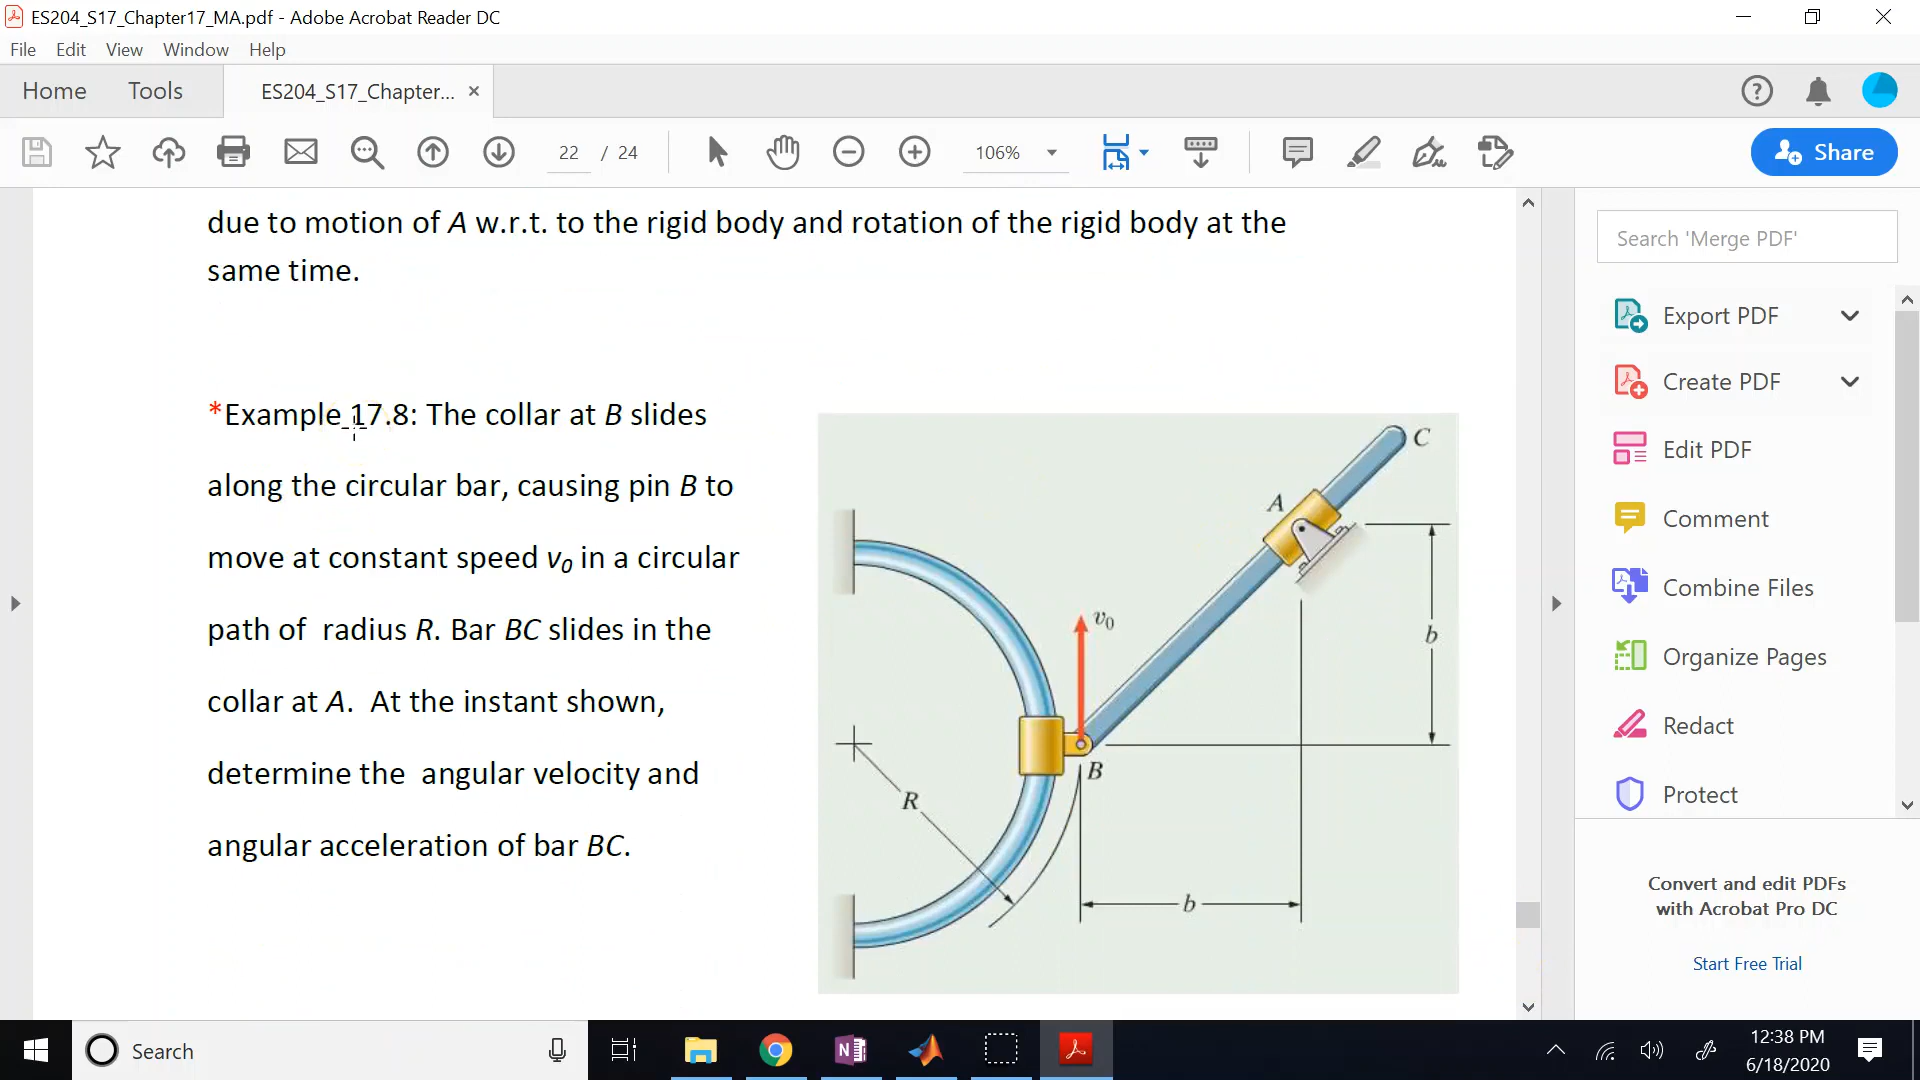 ES204_S17_Chapter17_MA.pdf - Adobe Acrobat Reader DC
File Edit View Window Help
Home Tools ES204_S17_Chapter... ×
22 / 24 106% Share
due to motion of A w.r.t. to the rigid body and rotation of the rigid body at the
same time.
*Example 17.8: The collar at B slides
along the circular bar, causing pin B to
move at constant speed v0 in a circular
path of radius R. Bar BC slides in the
collar at A. At the instant shown,
determine the angular velocity and
angular acceleration of bar BC.
C
A
v0
b
B
R
b
Search 'Merge PDF'
Export PDF
Create PDF
Edit PDF
Comment
Combine Files
Organize Pages
Redact
Protect
Convert and edit PDFs
with Acrobat Pro DC
Start Free Trial
Search
12:38 PM
6/18/2020